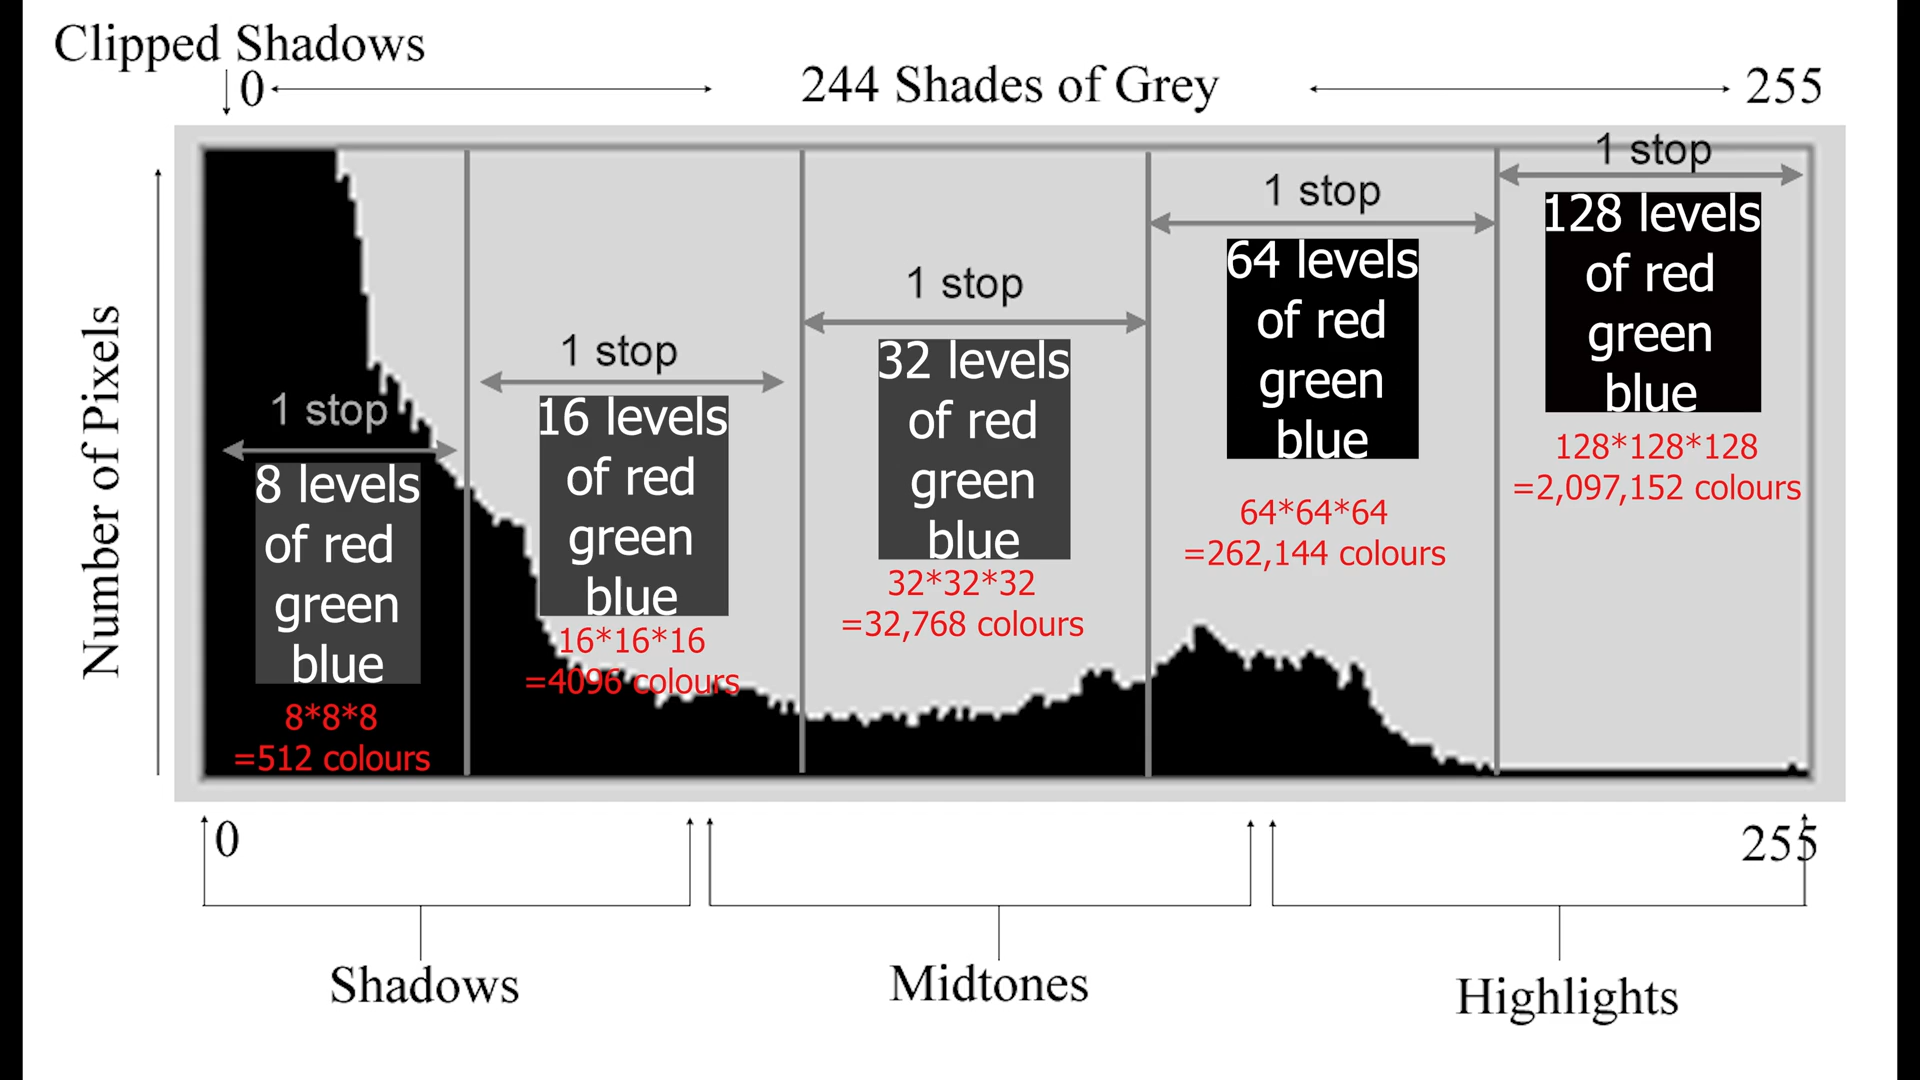 Clipped Shadows
0
244 Shades of Grey
255
Number of Pixels
1 stop
8 levels
of red
green
blue
8*8*8
=512 colours
1 stop
16 levels
of red
green
blue
16*16*16
=4096 colours
1 stop
32 levels
of red
green
blue
32*32*32
=32,768 colours
1 stop
64 levels
of red
green
blue
64*64*64
=262,144 colours
1 stop
128 levels
of red
green
blue
128*128*128
=2,097,152 colours
0
255
Shadows
Midtones
Highlights